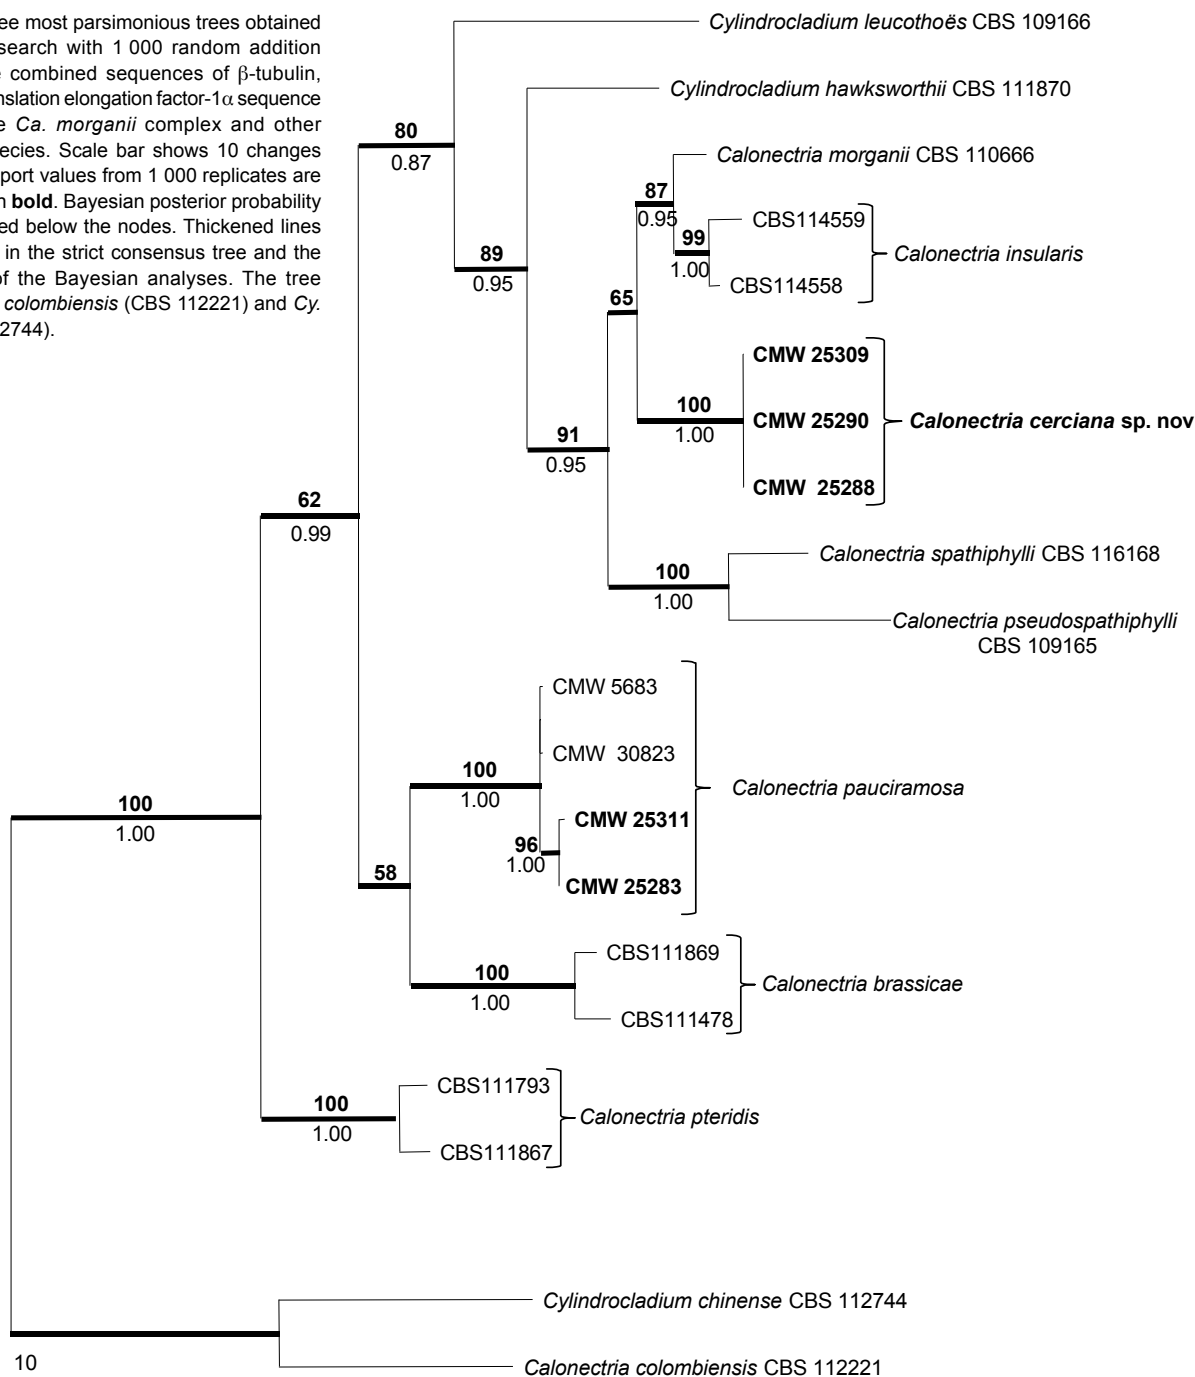 ee most parsimonious trees obtained
search with 1 000 random addition
e combined sequences of β-tubulin,
nslation elongation factor-1α sequence
e Ca. morganii complex and other
ecies. Scale bar shows 10 changes
port values from 1 000 replicates are
n bold. Bayesian posterior probability
ed below the nodes. Thickened lines
in the strict consensus tree and the
of the Bayesian analyses. The tree
colombiensis (CBS 112221) and Cy.
2744).
Cylindrocladium leucothoës CBS 109166
Cylindrocladium hawksworthii CBS 111870
80
0.87
Calonectria morganii CBS 110666
87
0.95
CBS114559
99
1.00
Calonectria insularis
89
0.95
CBS114558
65
CMW 25309
100
1.00
CMW 25290
Calonectria cerciana sp. nov
91
0.95
CMW 25288
62
0.99
Calonectria spathiphylli CBS 116168
100
1.00
Calonectria pseudospathiphylli
CBS 109165
CMW 5683
CMW 30823
100
1.00
Calonectria pauciramosa
100
1.00
CMW 25311
96
1.00
58
CMW 25283
CBS111869
100
1.00
Calonectria brassicae
CBS111478
CBS111793
100
1.00
Calonectria pteridis
CBS111867
Cylindrocladium chinense CBS 112744
10
Calonectria colombiensis CBS 112221